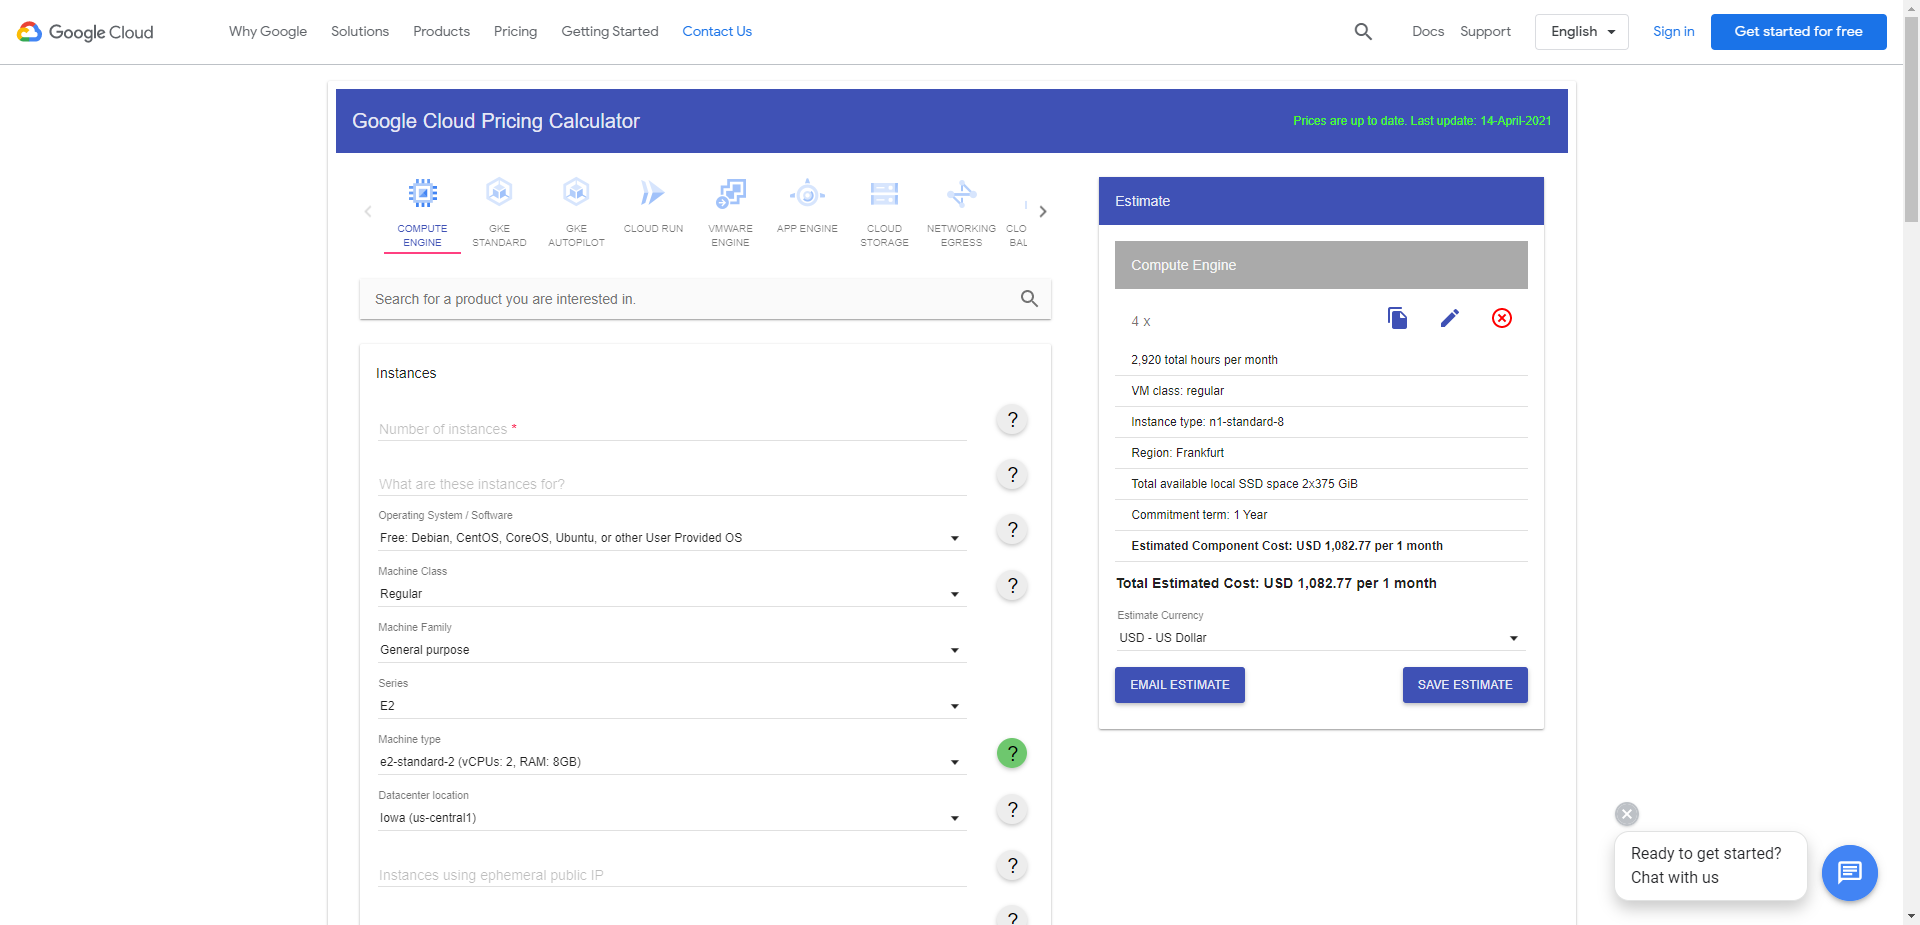 Google Cloud
Why Google
Solutions
Products
Pricing
Getting Started
Contact Us
Docs
Support
English
Sign in
Get started for free
Google Cloud Pricing Calculator
Prices are up to date. Last update: 14-April-2021
COMPUTE
ENGINE
GKE
STANDARD
GKE
AUTOPILOT
CLOUD RUN
VMWARE
ENGINE
APP ENGINE
CLOUD
STORAGE
NETWORKING
EGRESS
CLO
BAL
Search for a product you are interested in.
Instances
Number of instances *
?
What are these instances for?
?
Operating System / Software
Free: Debian, CentOS, CoreOS, Ubuntu, or other User Provided OS
?
Machine Class
Regular
?
Machine Family
General purpose
Series
E2
Machine type
e2-standard-2 (vCPUs: 2, RAM: 8GB)
?
Datacenter location
Iowa (us-central1)
?
Instances using ephemeral public IP
?
?
Estimate
Compute Engine
4 x
2,920 total hours per month
VM class: regular
Instance type: n1-standard-8
Region: Frankfurt
Total available local SSD space 2x375 GiB
Commitment term: 1 Year
Estimated Component Cost: USD 1,082.77 per 1 month
Total Estimated Cost: USD 1,082.77 per 1 month
Estimate Currency
USD - US Dollar
EMAIL ESTIMATE
SAVE ESTIMATE
Ready to get started?
Chat with us